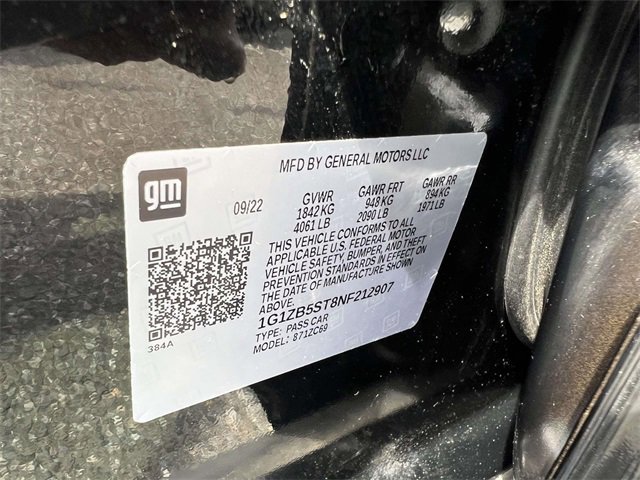 MFD BY GENERAL MOTORS LLC
gm
09/22
GVWR GAWR FRT GAWR RR
1842 KG 948 KG 894 KG
4061 LB 2090 LB 1971 LB
THIS VEHICLE CONFORMS TO ALL
APPLICABLE U.S. FEDERAL MOTOR
VEHICLE SAFETY, BUMPER, AND THEFT
PREVENTION STANDARDS IN EFFECT ON
THE DATE OF MANUFACTURE SHOWN
ABOVE.
1G1ZB5ST8NF212907
TYPE: PASS CAR
MODEL: 871ZC69
384A